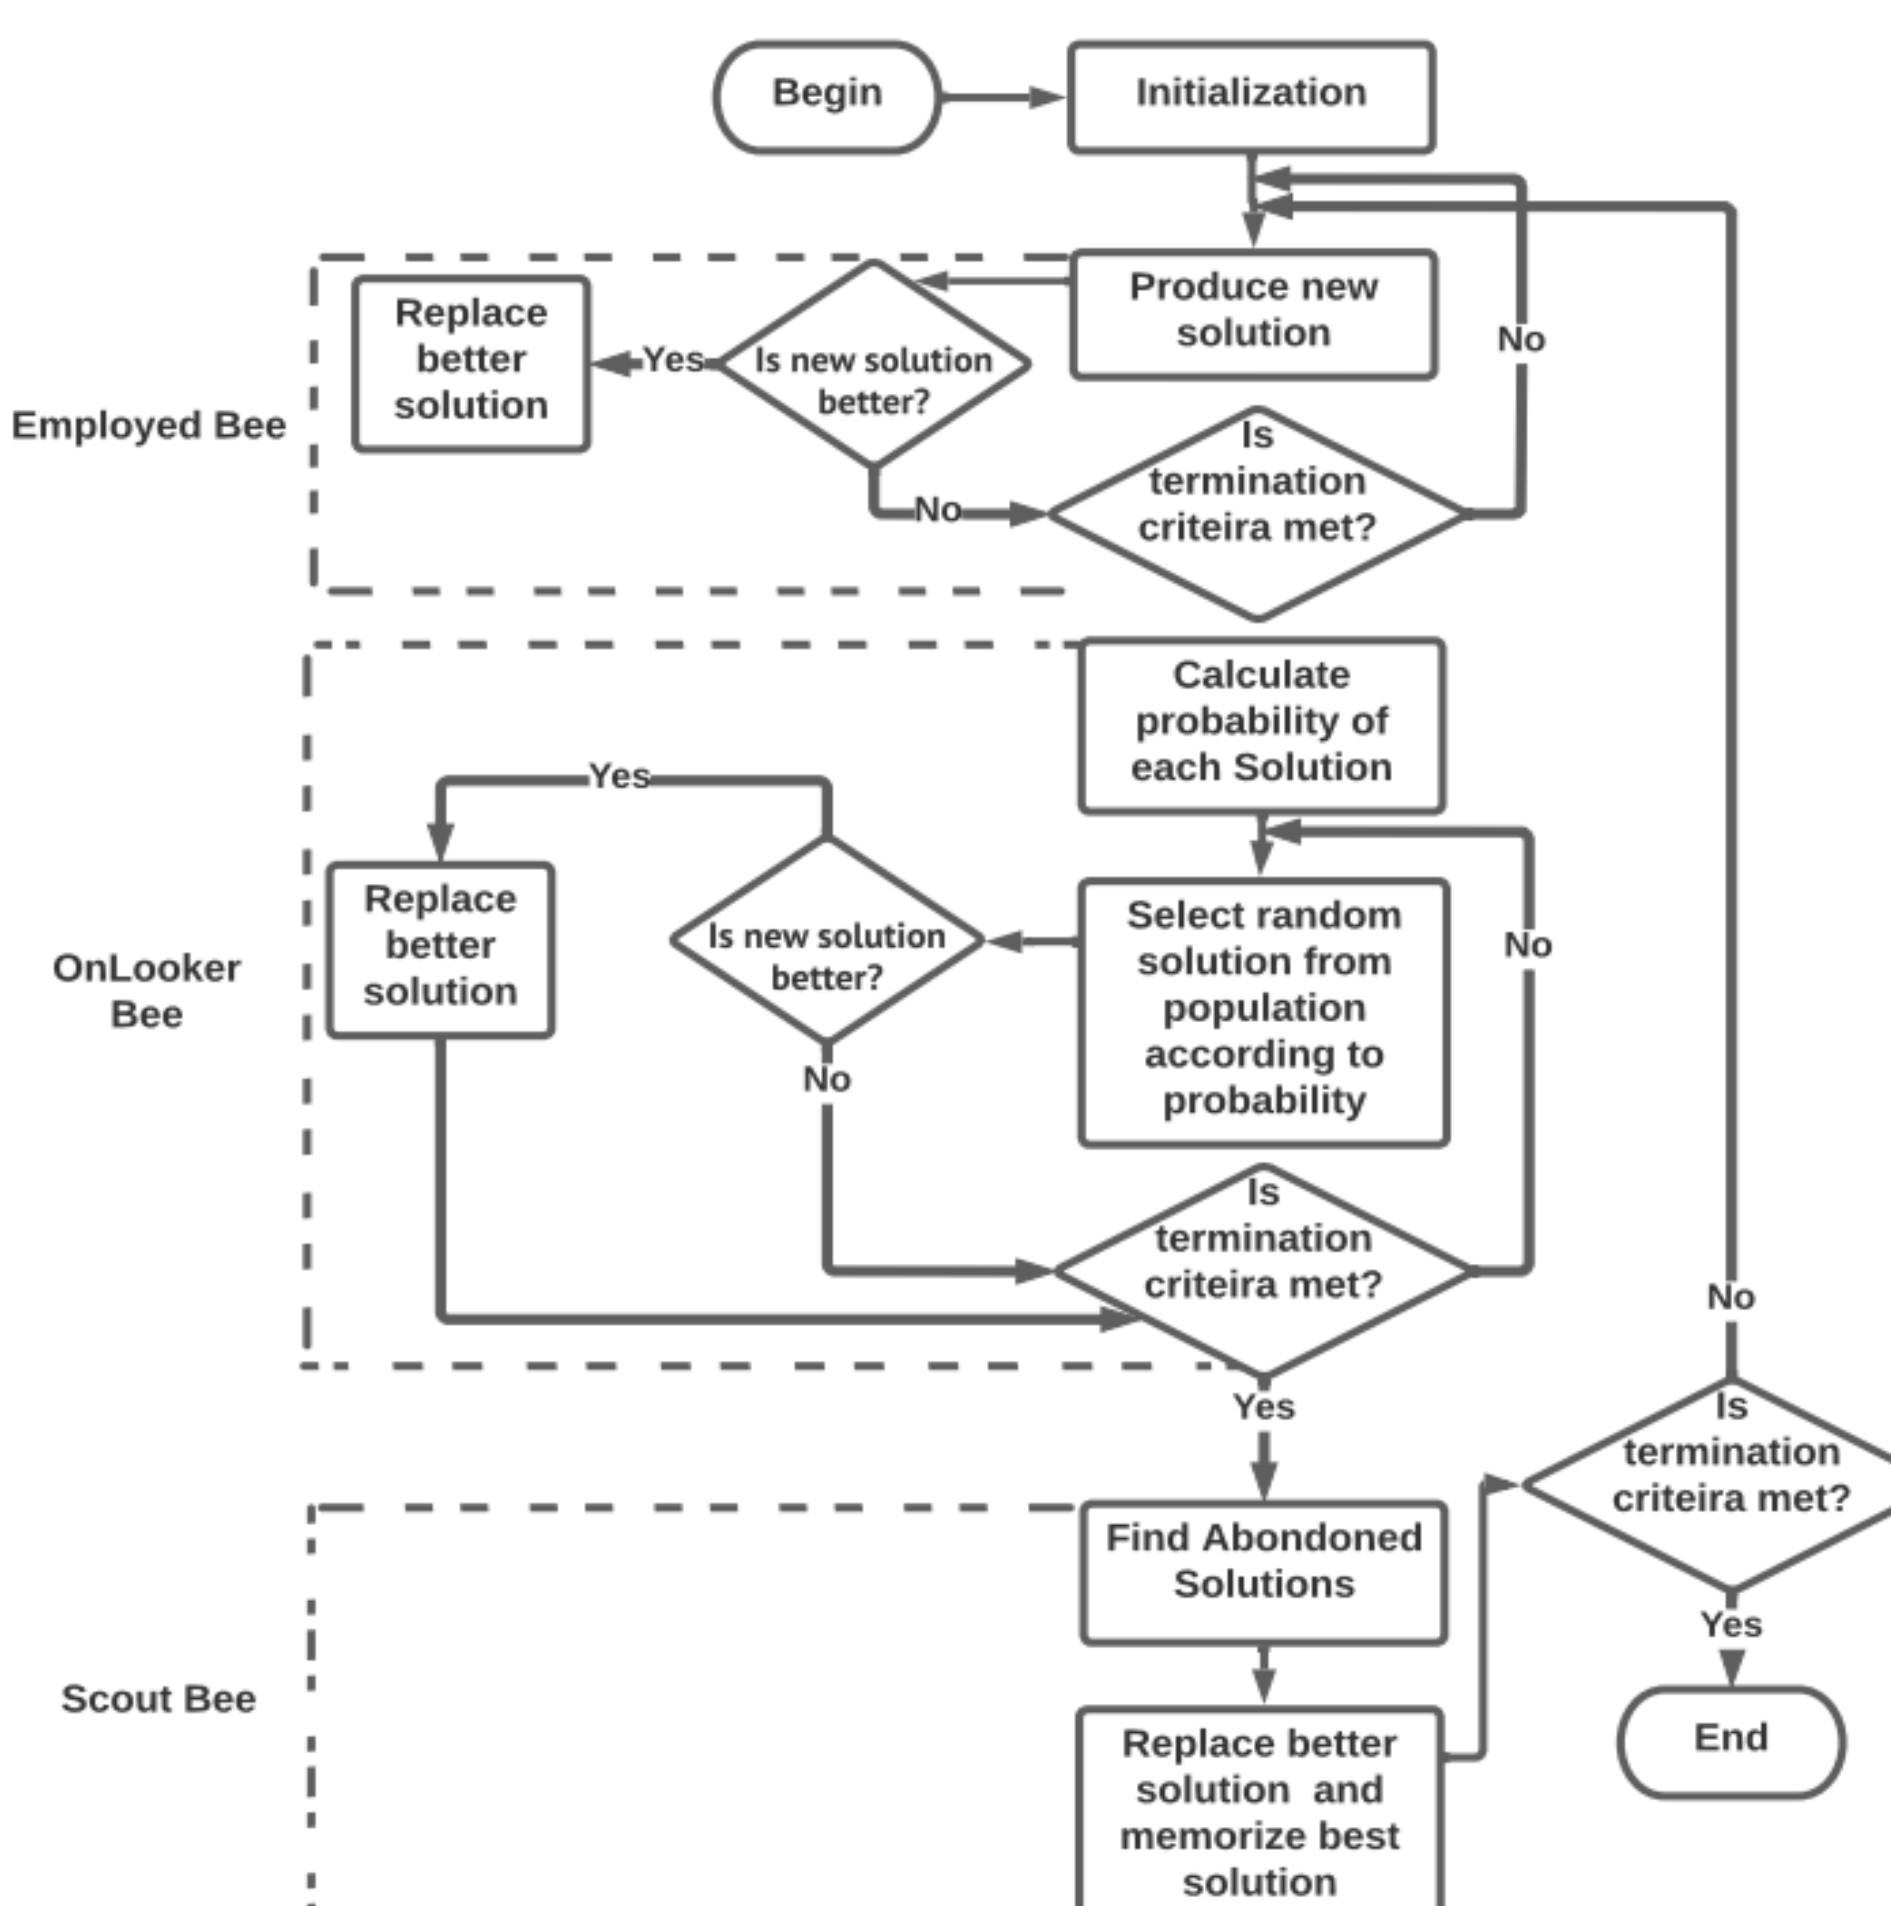 Begin
Initialization
Produce new
solution
No
Is new solution
better?
Yes
Replace
better
solution
Employed Bee
No
Is
termination
criteira met?
Calculate
probability of
each Solution
Yes
Replace
better
solution
Is new solution
better?
Select random
solution from
population
according to
probability
No
OnLooker
Bee
No
Is
termination
criteira met?
No
Yes
Is
termination
criteira met?
Find Abondoned
Solutions
Yes
Scout Bee
End
Replace better
solution  and
memorize best
solution